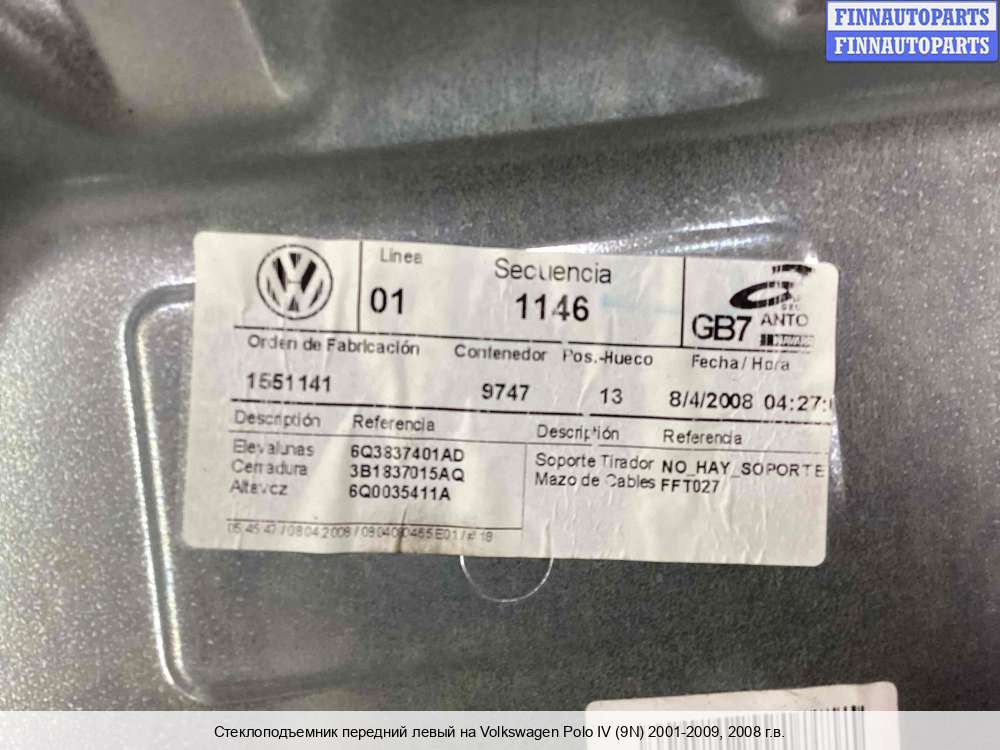 FINNAUTOPARTS
FINNAUTOPARTS
Línea
Secuencia
01
1146
GB7
ANTO
Orden de Fabricación
Contenedor
Pos.-Hueco
Fecha/Hora
1551141
9747
13
8/4/2008 04:27:
Descripción
Referencia
Descripción
Referencia
Elevalunas 6Q3837401AD
Cerradura 3B1837015AQ
Altavoz 6Q0035411A
Soporte Tirador NO_HAY_SOPORTE
Mazo de Cables FFT027
Стеклоподъемник передний левый на Volkswagen Polo IV (9N) 2001-2009, 2008 г.в.